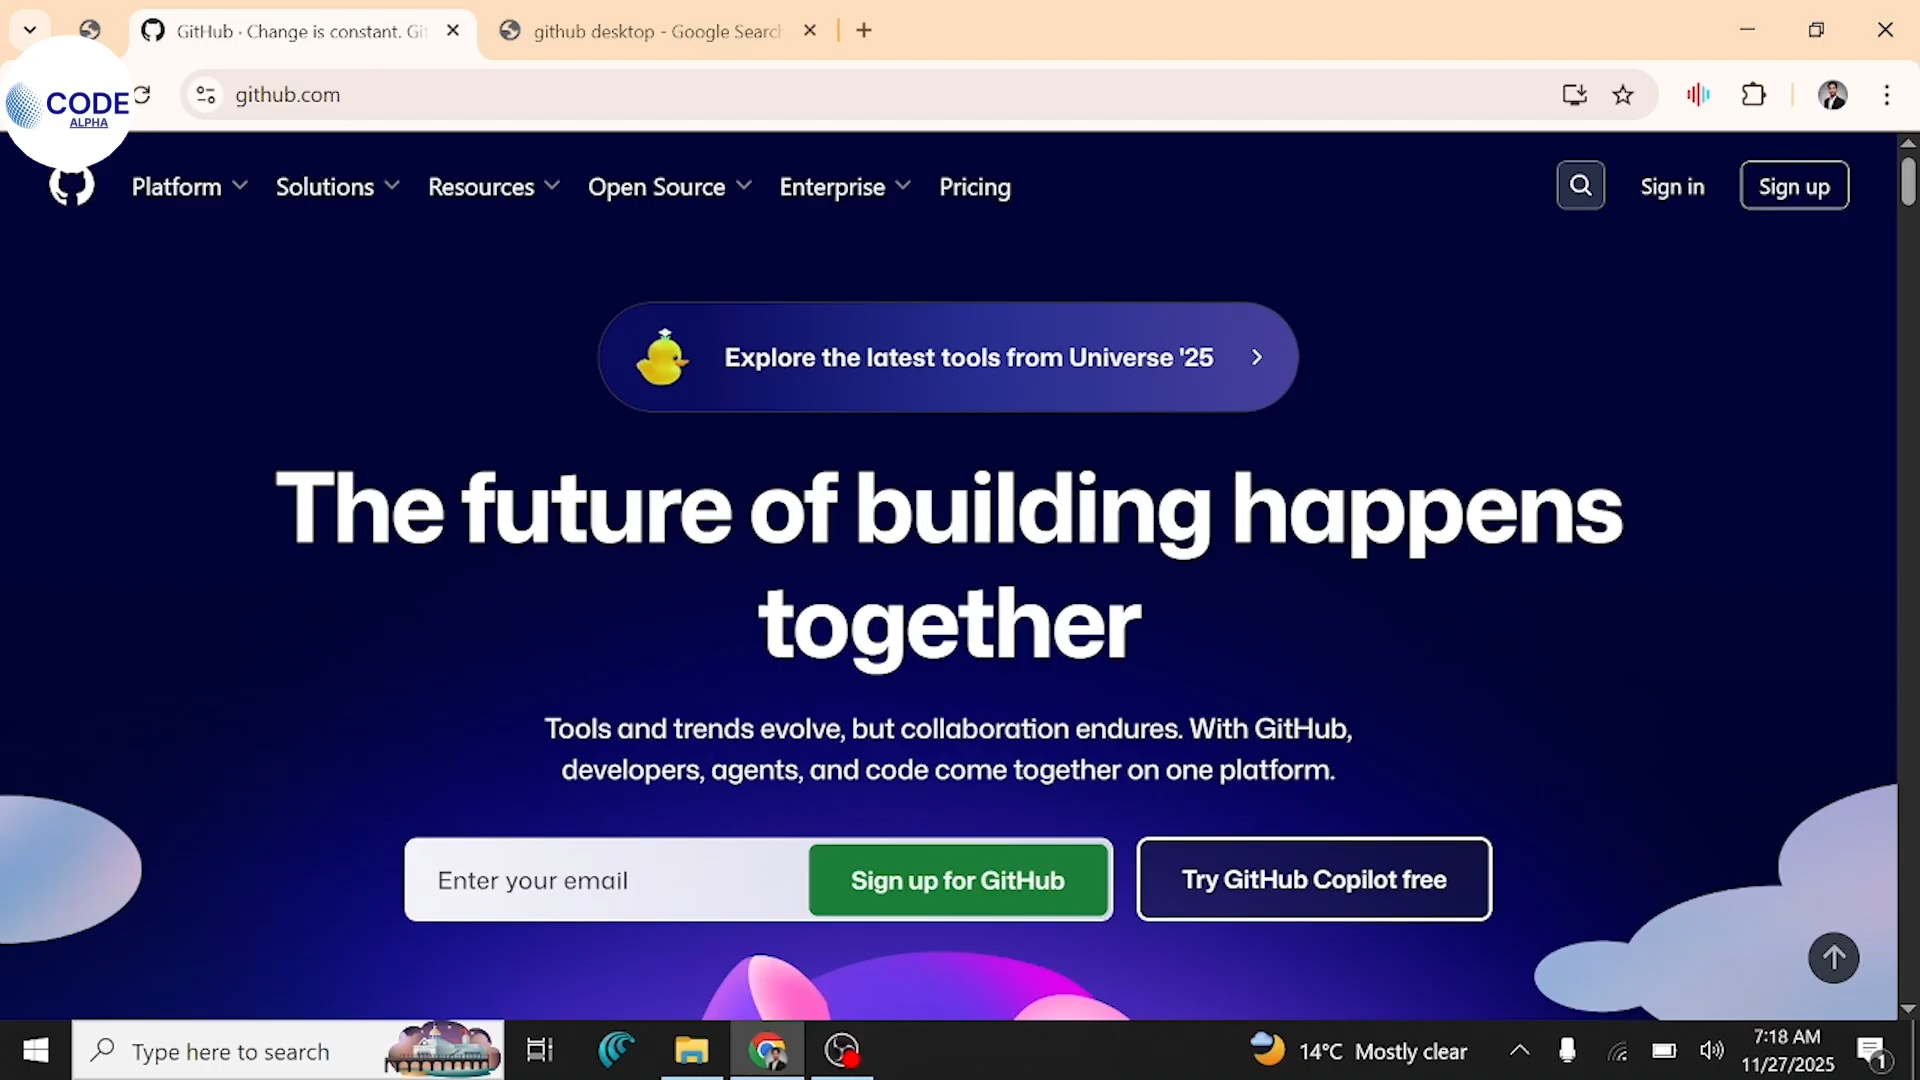 GitHub · Change is constant. Git
github desktop - Google Search
CODE
ALPHA
github.com
Platform
Solutions
Resources
Open Source
Enterprise
Pricing
Sign in
Sign up
Explore the latest tools from Universe '25
The future of building happens
together
Tools and trends evolve, but collaboration endures. With GitHub,
developers, agents, and code come together on one platform.
Enter your email
Sign up for GitHub
Try GitHub Copilot free
Type here to search
14°C Mostly clear
7:18 AM
11/27/2025
1